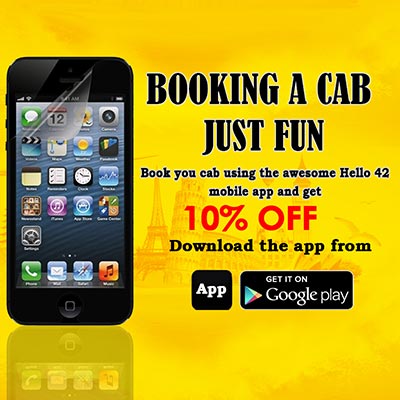 BOOKING A CAB
JUST FUN
Book you cab using the awesome Hello 42
mobile app and get
10% OFF
Download the app from
App
GET IT ON
Google play